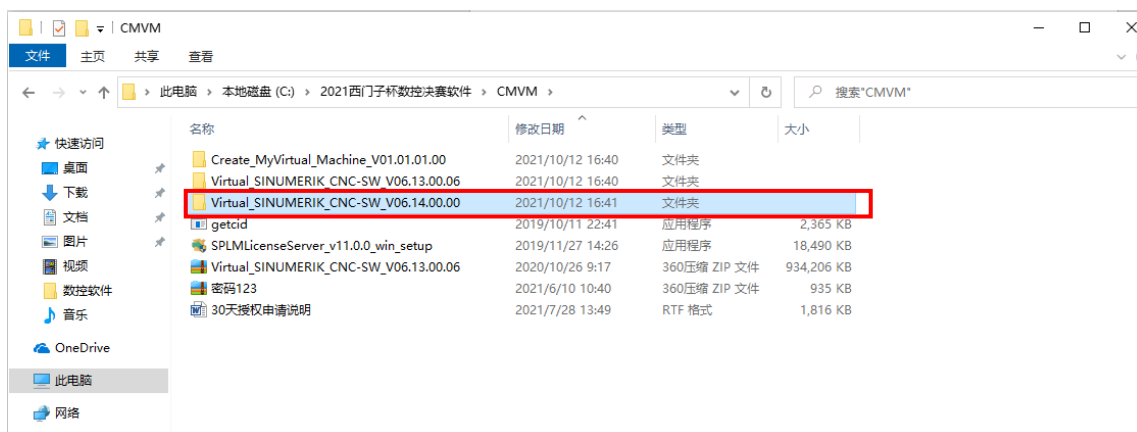 CMVM
文件 主页 共享 查看
此电脑 › 本地磁盘 (C:) › 2021西门子杯数控决赛软件 › CMVM › 搜索"CMVM"
名称 修改日期 类型 大小
快速访问
桌面
下载
文档
图片
视频
数控软件
音乐
OneDrive
此电脑
网络
Create_MyVirtual_Machine_V01.01.01.00 2021/10/12 16:40 文件夹
Virtual_SINUMERIK_CNC-SW_V06.13.00.06 2021/10/12 16:40 文件夹
Virtual_SINUMERIK_CNC-SW_V06.14.00.00 2021/10/12 16:41 文件夹
getcid 2019/10/11 22:41 应用程序 2,365 KB
SPLMLicenseServer_v11.0.0_win_setup 2019/11/27 14:26 应用程序 18,490 KB
Virtual_SINUMERIK_CNC-SW_V06.13.00.06 2020/10/26 9:17 360压缩 ZIP 文件 934,206 KB
密码123 2021/6/10 10:40 360压缩 ZIP 文件 935 KB
30天授权申请说明 2021/7/28 13:49 RTF 格式 1,816 KB